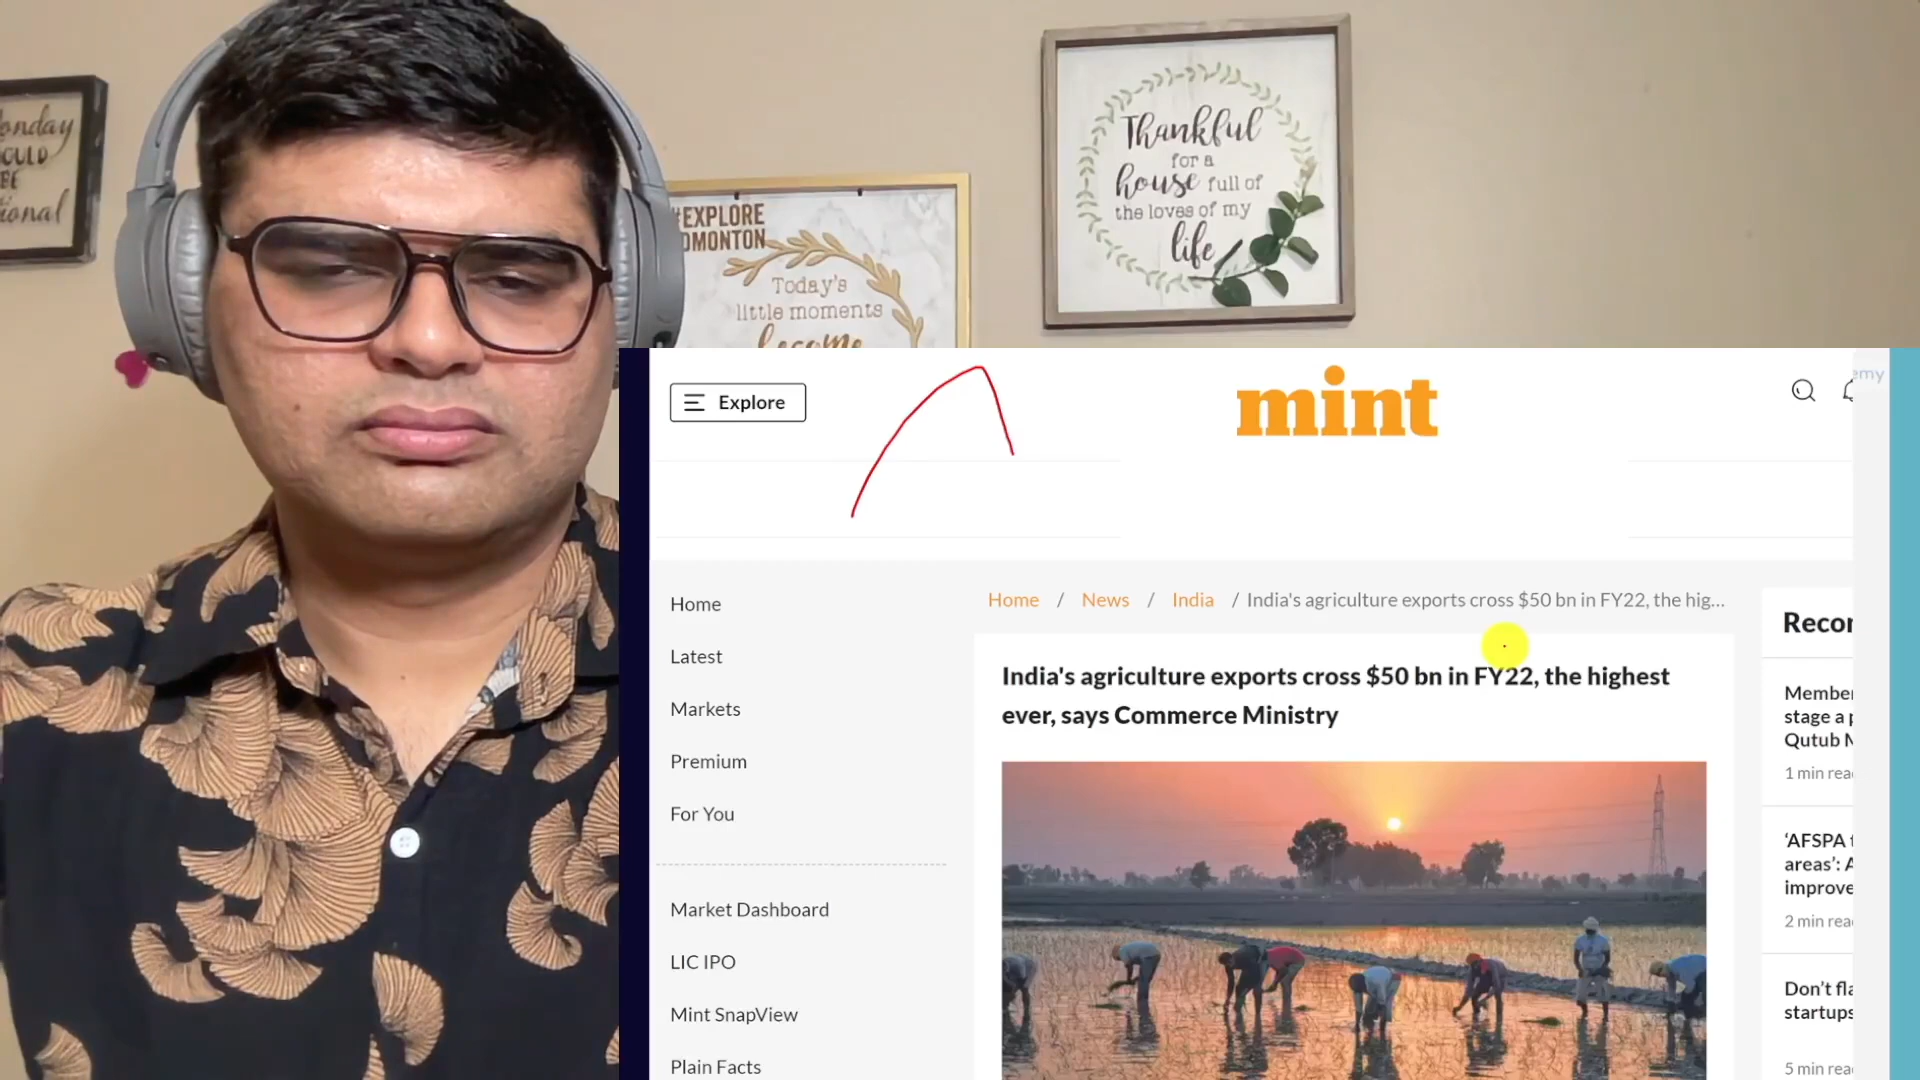 onday
OULD
BE
ional
#EXPLORE
DMONTON
Today's
little moments
become
Thankful
for a
house full of
the loves of my
life
Explore
mint
emy
Home / News / India / India's agriculture exports cross $50 bn in FY22, the hig...
India's agriculture exports cross $50 bn in FY22, the highest
ever, says Commerce Ministry
Home
Latest
Markets
Premium
For You
Market Dashboard
LIC IPO
Mint SnapView
Plain Facts
Recor
Member
stage a p
Qutub M
1 min rea
'AFSPA t
areas': A
improve
2 min rea
Don't fla
startups
5 min rea